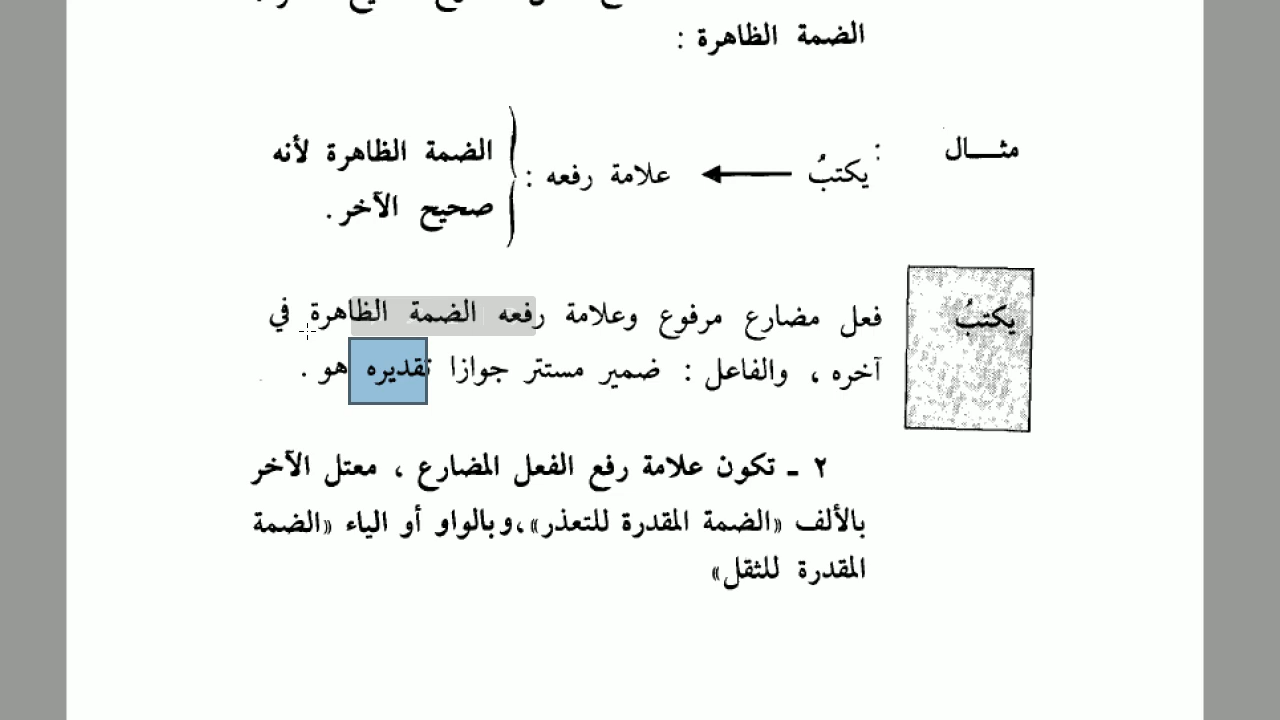 الضمة الظاهرة :
مثـــال : يكتبُ علامة رفعه : الضمة الظاهرة لأنه
صحيح الآخر .
يكتبُ فعل مضارع مرفوع وعلامة رفعه الضمة الظاهرة في
آخره ، والفاعل : ضمير مستتر جوازا تقديره هو .
٢ ـ تكون علامة رفع الفعل المضارع ، معتل الآخر
بالألف «الضمة المقدرة للتعذر»،وبالواو أو الياء «الضمة
المقدرة للثقل»